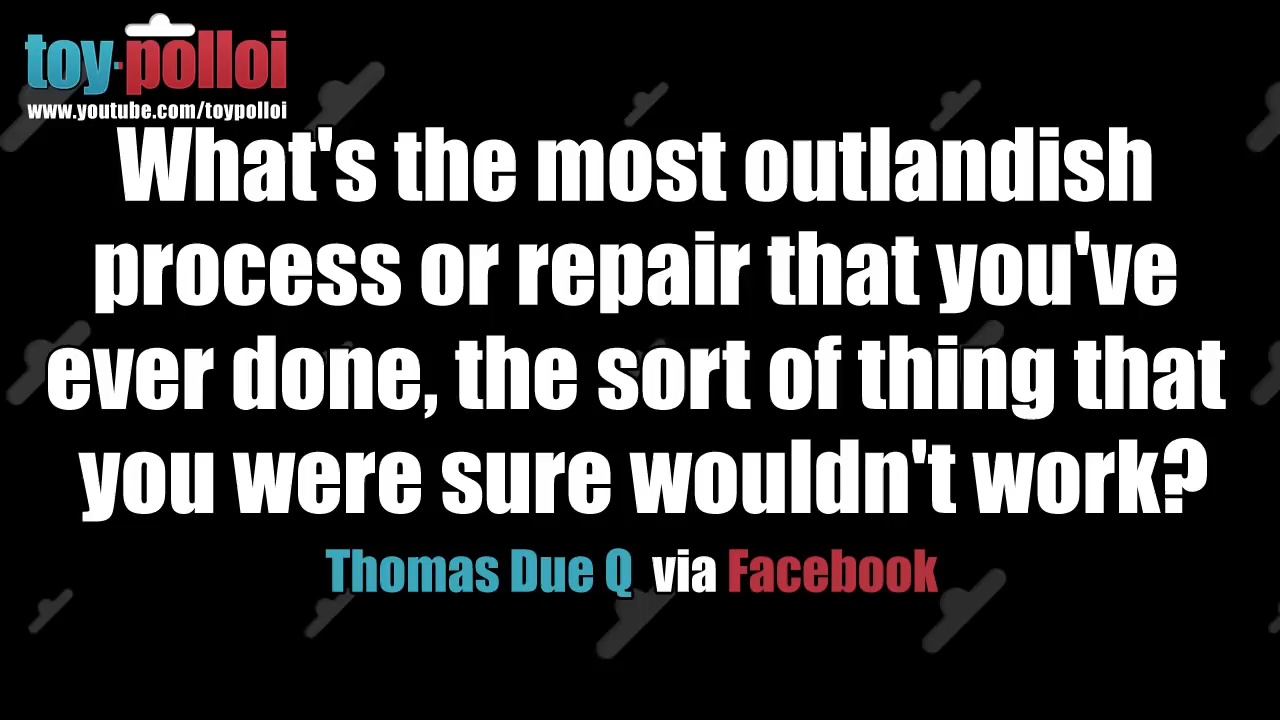 toy·polloi
www.youtube.com/toypolloi
What's the most outlandish
process or repair that you've
ever done, the sort of thing that
you were sure wouldn't work?
Thomas Due Q via Facebook